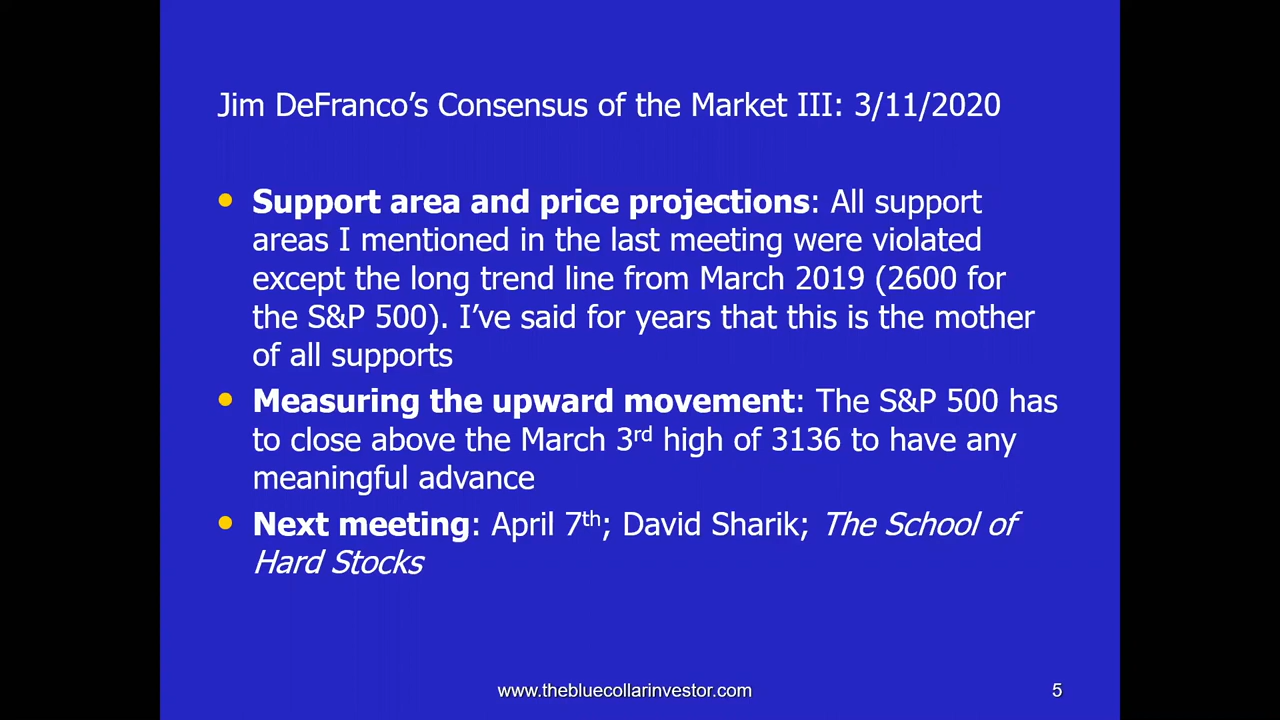 Jim DeFranco’s Consensus of the Market III: 3/11/2020
• Support area and price projections: All support
areas I mentioned in the last meeting were violated
except the long trend line from March 2019 (2600 for
the S&P 500). I’ve said for years that this is the mother
of all supports
• Measuring the upward movement: The S&P 500 has
to close above the March 3rd high of 3136 to have any
meaningful advance
• Next meeting: April 7th; David Sharik; The School of
Hard Stocks
www.thebluecollarinvestor.com
5